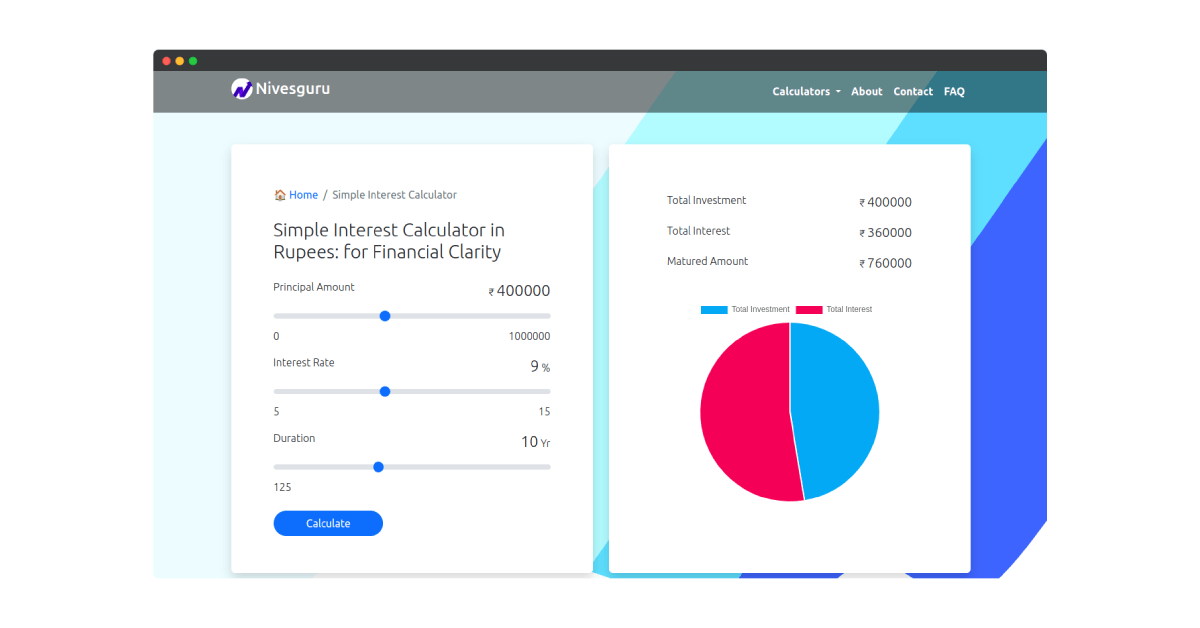 Nivesguru
Calculators About Contact FAQ
Home / Simple Interest Calculator
Simple Interest Calculator in
Rupees: for Financial Clarity
Principal Amount ₹ 400000
0 1000000
Interest Rate 9 %
5 15
Duration 10 Yr
125
Calculate
Total Investment ₹ 400000
Total Interest ₹ 360000
Matured Amount ₹ 760000
Total Investment Total Interest